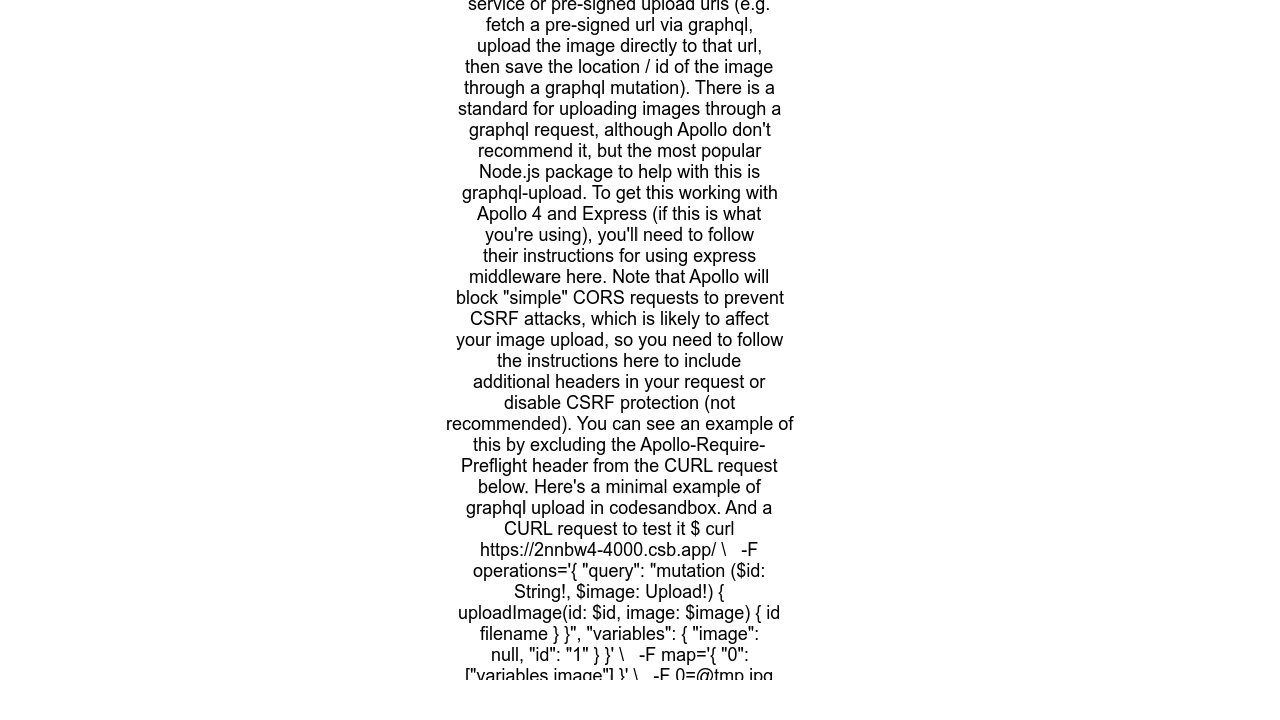 service or pre-signed upload urls (e.g.
fetch a pre-signed url via graphql,
upload the image directly to that url,
then save the location / id of the image
through a graphql mutation). There is a
standard for uploading images through a
graphql request, although Apollo don't
recommend it, but the most popular
Node.js package to help with this is
graphql-upload. To get this working with
Apollo 4 and Express (if this is what
you're using), you'll need to follow
their instructions for using express
middleware here. Note that Apollo will
block "simple" CORS requests to prevent
CSRF attacks, which is likely to affect
your image upload, so you need to follow
the instructions here to include
additional headers in your request or
disable CSRF protection (not
recommended). You can see an example of
this by excluding the Apollo-Require-
Preflight header from the CURL request
below. Here's a minimal example of
graphql upload in codesandbox. And a
CURL request to test it $ curl
https://2nnbw4-4000.csb.app/ \   -F
operations='{ "query": "mutation ($id:
String!, $image: Upload!) {
uploadImage(id: $id, image: $image) { id
filename } }", "variables": { "image":
null, "id": "1" } }' \   -F map='{ "0":
["variables.image"] }' \   -F 0=@tmp.jpg